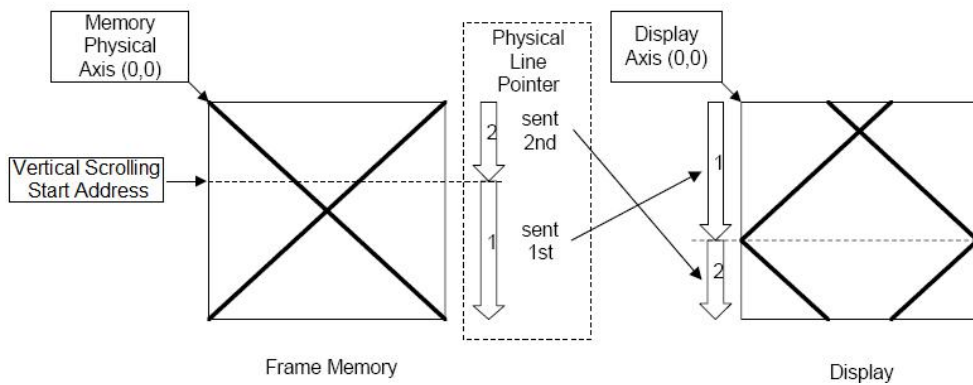 Memory
Physical
Axis (0,0)
Physical
Line
Pointer
Display
Axis (0,0)
2
sent
2nd
1
Vertical Scrolling
Start Address
1
sent
1st
2
Frame Memory
Display